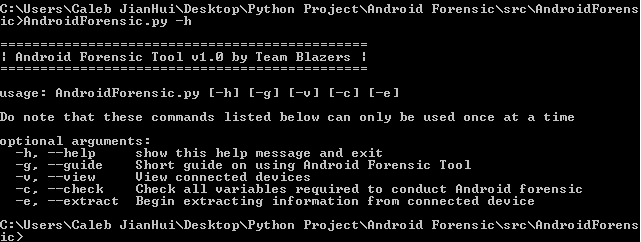 C:\Users\Caleb JianHui\Desktop\Python Project\Android Forensic\src\AndroidForens
ic>AndroidForensic.py -h
================================================
¦ Android Forensic Tool v1.0 by Team Blazers ¦
================================================
usage: AndroidForensic.py [-h] [-g] [-v] [-c] [-e]
Do note that these commands listed below can only be used once at a time
optional arguments:
-h, --help show this help message and exit
-g, --guide Short guide on using Android Forensic Tool
-v, --view View connected devices
-c, --check Check all variables required to conduct Android forensic
-e, --extract Begin extracting information from connected device
C:\Users\Caleb JianHui\Desktop\Python Project\Android Forensic\src\AndroidForens
ic>